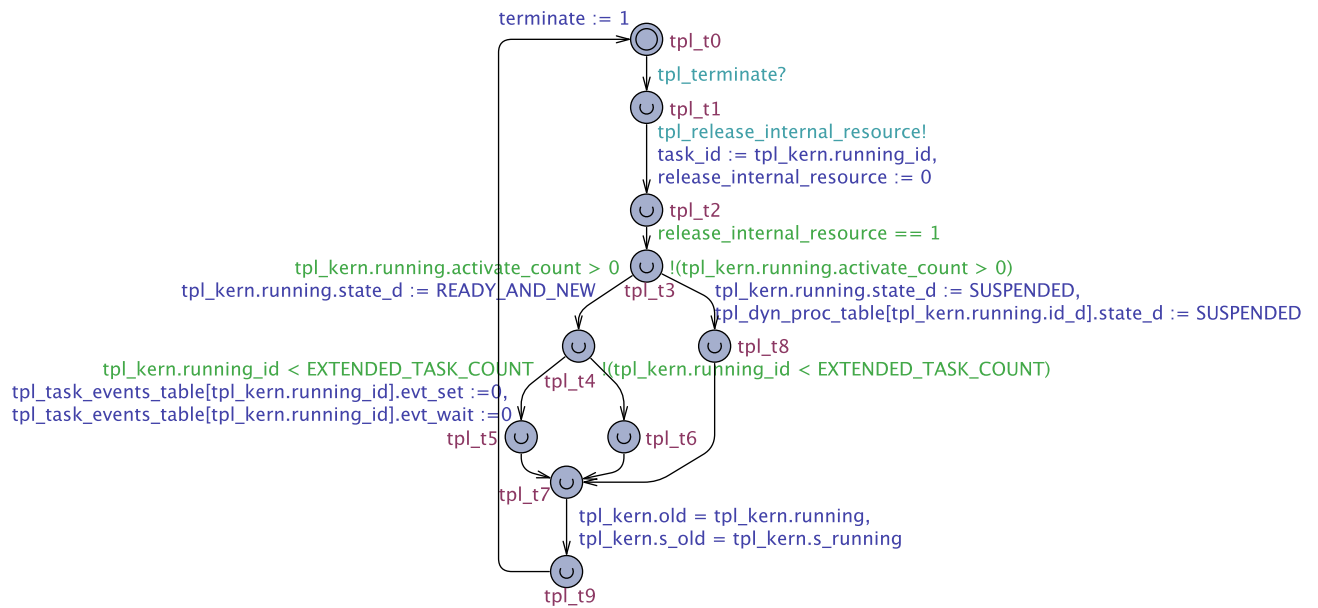 terminate := 1
tpl_t0
tpl_terminate?
tpl_t1
tpl_release_internal_resource!
task_id := tpl_kern.running_id,
release_internal_resource := 0
tpl_t2
release_internal_resource == 1
tpl_kern.running.activate_count > 0
!(tpl_kern.running.activate_count > 0)
tpl_kern.running.state_d := READY_AND_NEW
tpl_t3
tpl_kern.running.state_d := SUSPENDED,
tpl_dyn_proc_table[tpl_kern.running.id_d].state_d := SUSPENDED
tpl_t8
tpl_kern.running_id < EXTENDED_TASK_COUNT
!(tpl_kern.running_id < EXTENDED_TASK_COUNT)
tpl_t4
tpl_task_events_table[tpl_kern.running_id].evt_set :=0,
tpl_task_events_table[tpl_kern.running_id].evt_wait :=0
tpl_t5
tpl_t6
tpl_t7
tpl_kern.old = tpl_kern.running,
tpl_kern.s_old = tpl_kern.s_running
tpl_t9